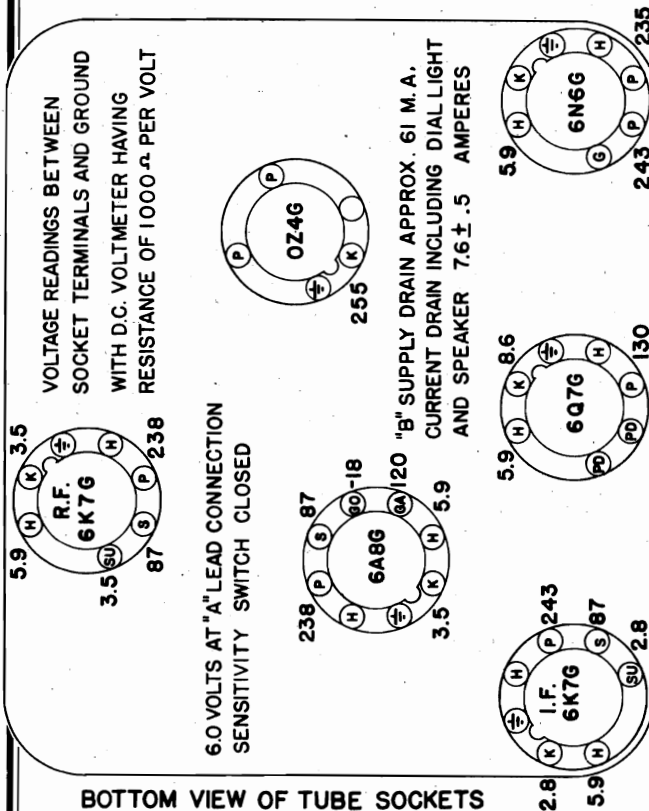 VOLTAGE READINGS BETWEEN
SOCKET TERMINALS AND GROUND
WITH D.C. VOLTMETER HAVING
RESISTANCE OF 1000 Ω PER VOLT
5.9
3.5
H
K
R.F.
6K7G
H
SU
S
P
3.5
87
238
P
P
OZ4G
K
255
6.0 VOLTS AT "A" LEAD CONNECTION
SENSITIVITY SWITCH CLOSED
"B" SUPPLY DRAIN APPROX. 61 M.A.
CURRENT DRAIN INCLUDING DIAL LIGHT
AND SPEAKER 7.6 ± .5 AMPERES
238
87
P
S
GO
-18
6A8G
H
GA
120
K
H
3.5
5.9
5.9
K
H
H
6N6G
G
P
P
243
235
5.9
8.6
H
K
6Q7G
H
PD
PD
P
130
H
P
243
I.F.
6K7G
S
87
K
H
SU
2.8
2.8
5.9
BOTTOM VIEW OF TUBE SOCKETS